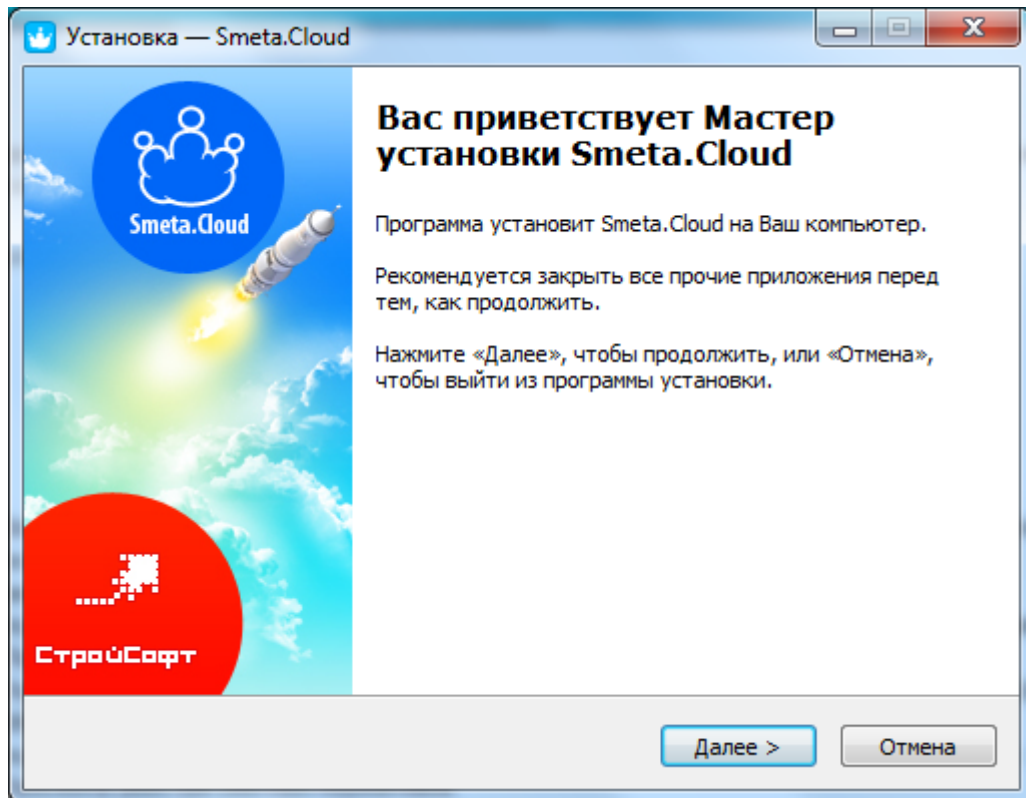 Установка — Smeta.Cloud
Smeta.Cloud
СтройСофт
Вас приветствует Мастер
установки Smeta.Cloud
Программа установит Smeta.Cloud на Ваш компьютер.
Рекомендуется закрыть все прочие приложения перед
тем, как продолжить.
Нажмите «Далее», чтобы продолжить, или «Отмена»,
чтобы выйти из программы установки.
Далее >
Отмена